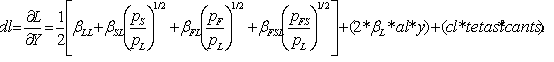 dl = ∂L/∂Y = 1/2 [ β_LL + β_SL (p_S/p_L)^1/2 + β_FL (p_F/p_L)^1/2 + β_FSL (p_FS/p_L)^1/2 ] + (2*β_L*al*y) + (cl*tetast*cants)